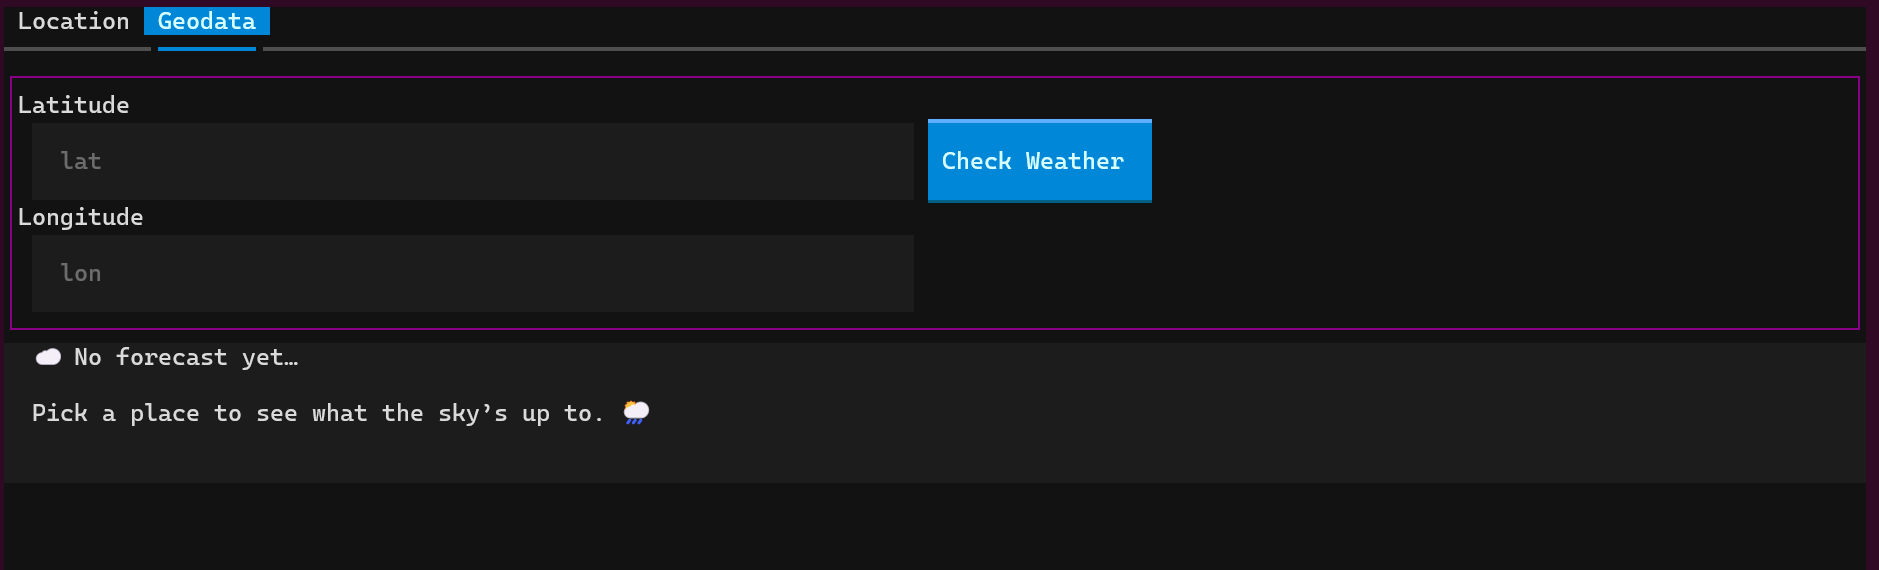 Location Geodata
Latitude
lat
Check Weather
Longitude
lon
☁️ No forecast yet…
Pick a place to see what the sky’s up to. 🌦️